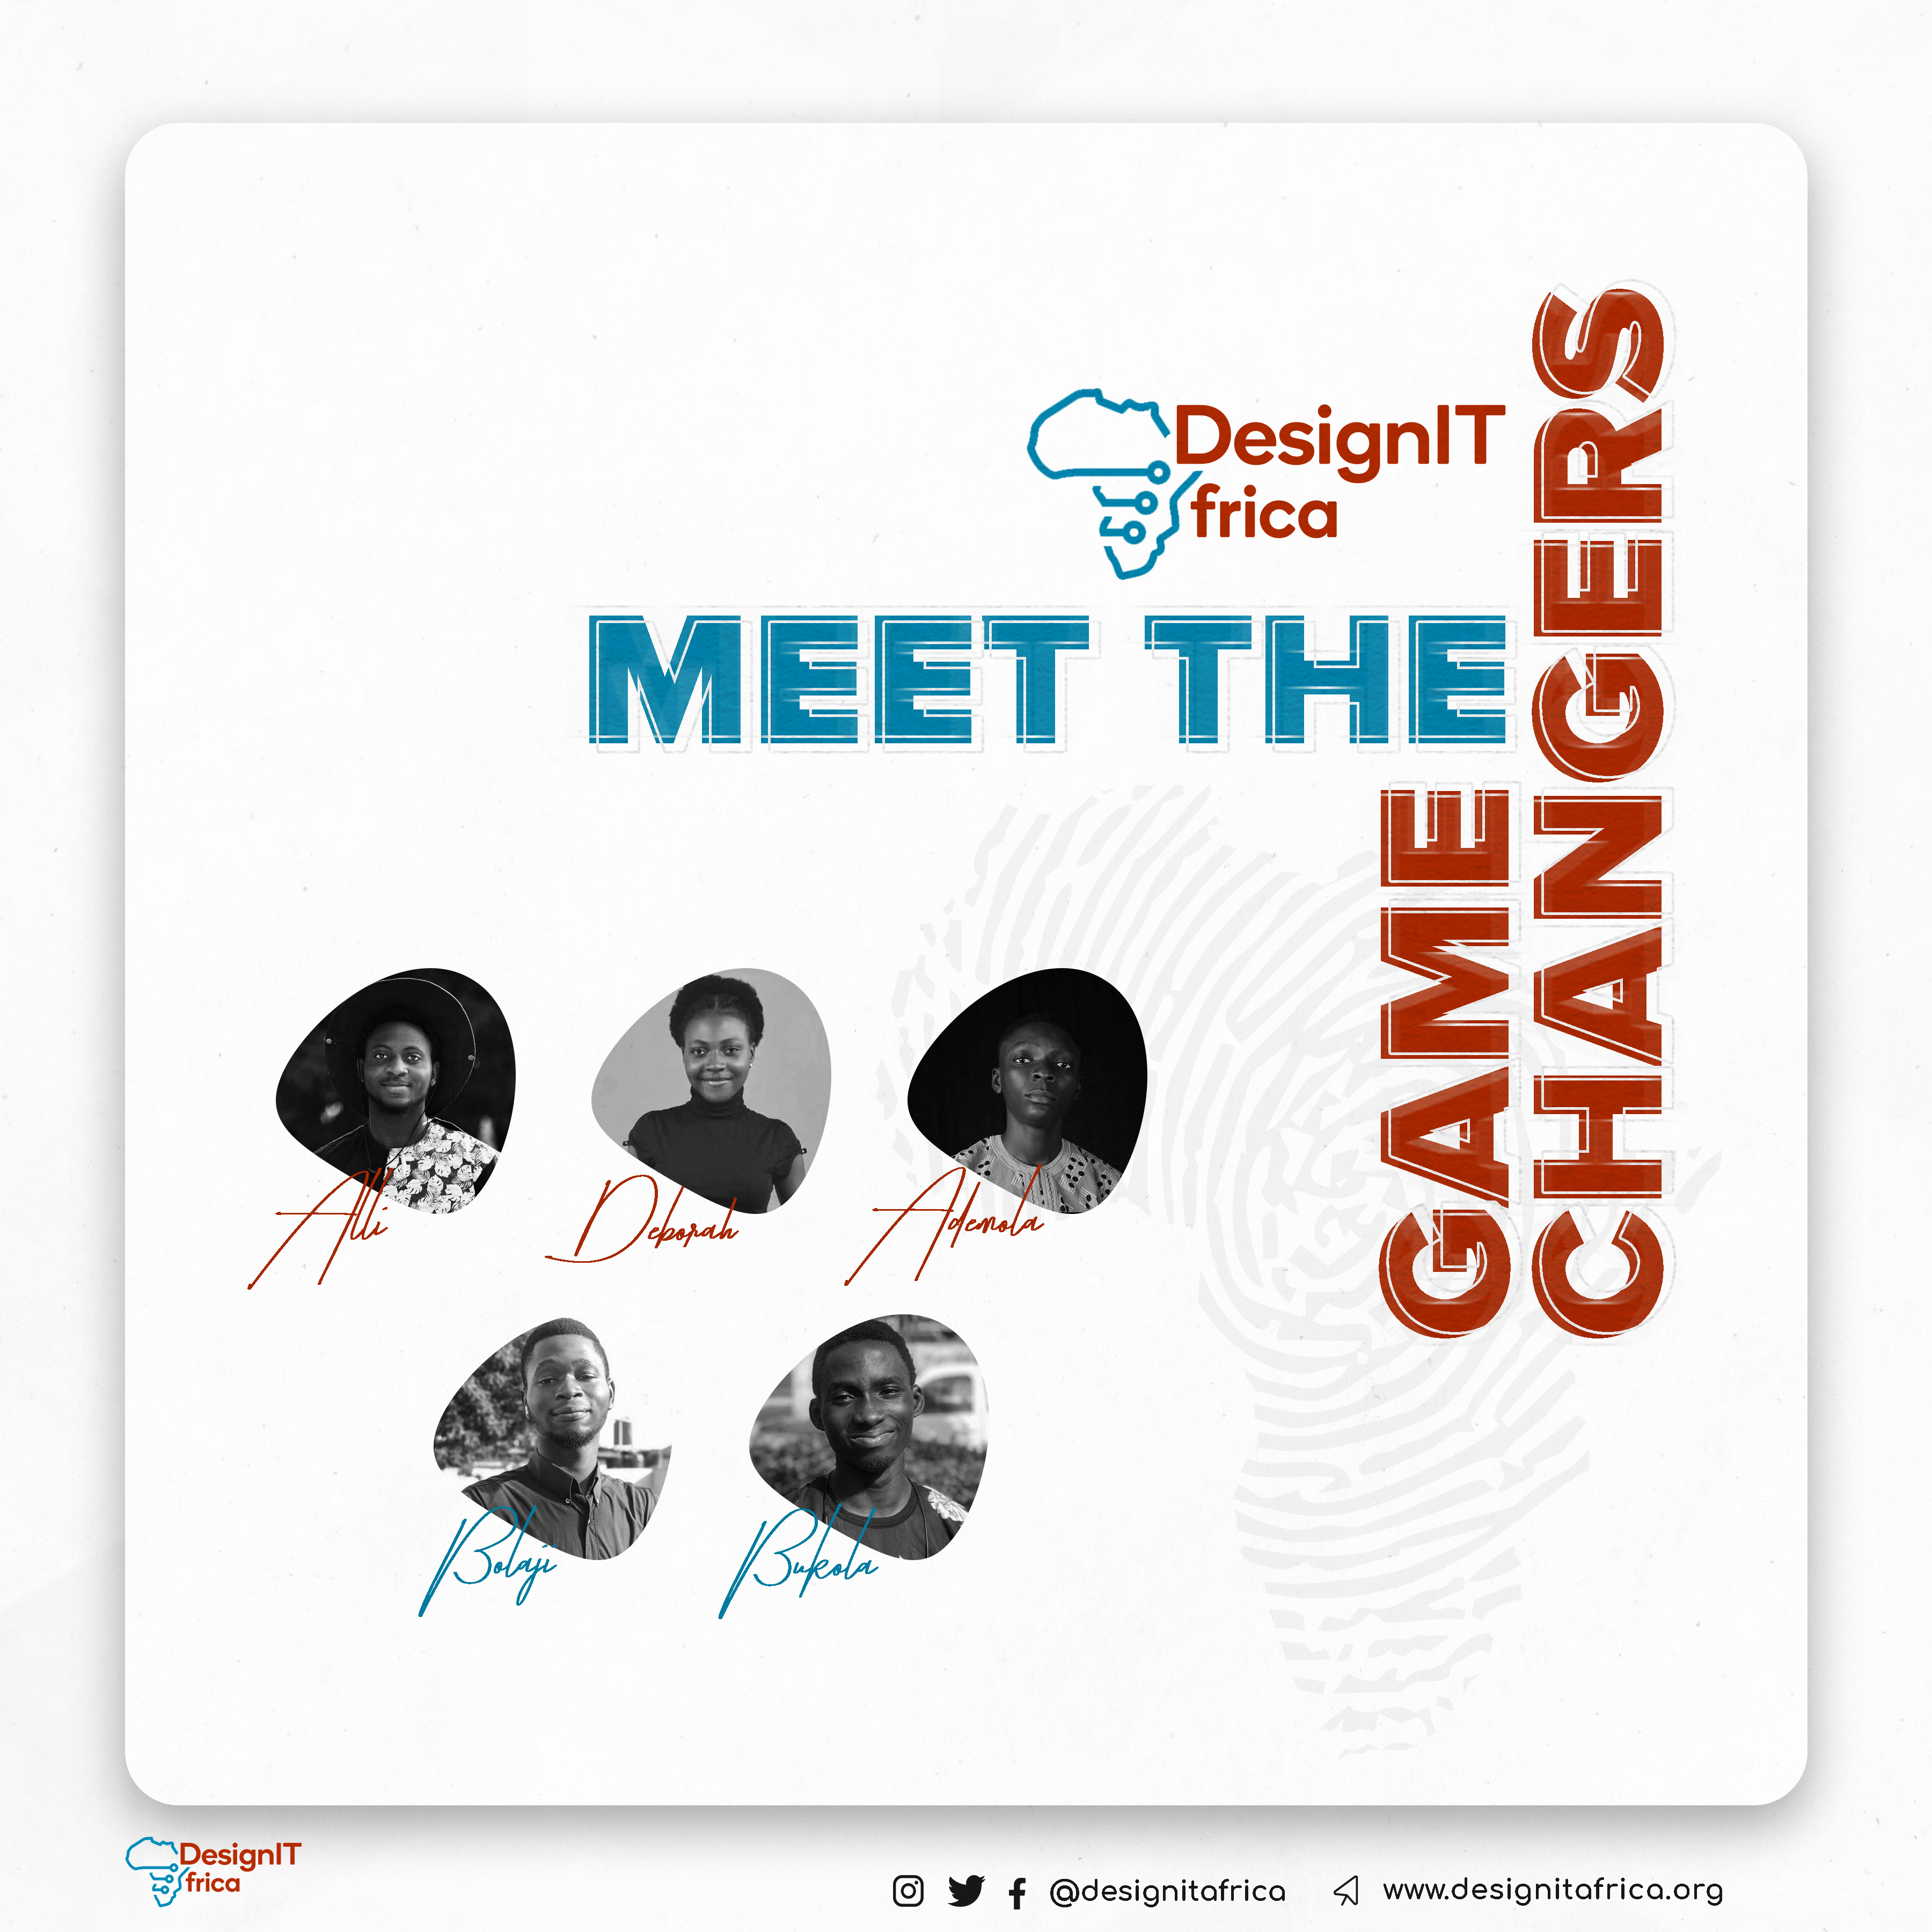 DesignIT
frica
MEET THE
GAME
CHANGERS
Alli
Deborah
Ademola
Bolaji
Bukola
DesignIT
frica
@designitafrica
www.designitafrica.org